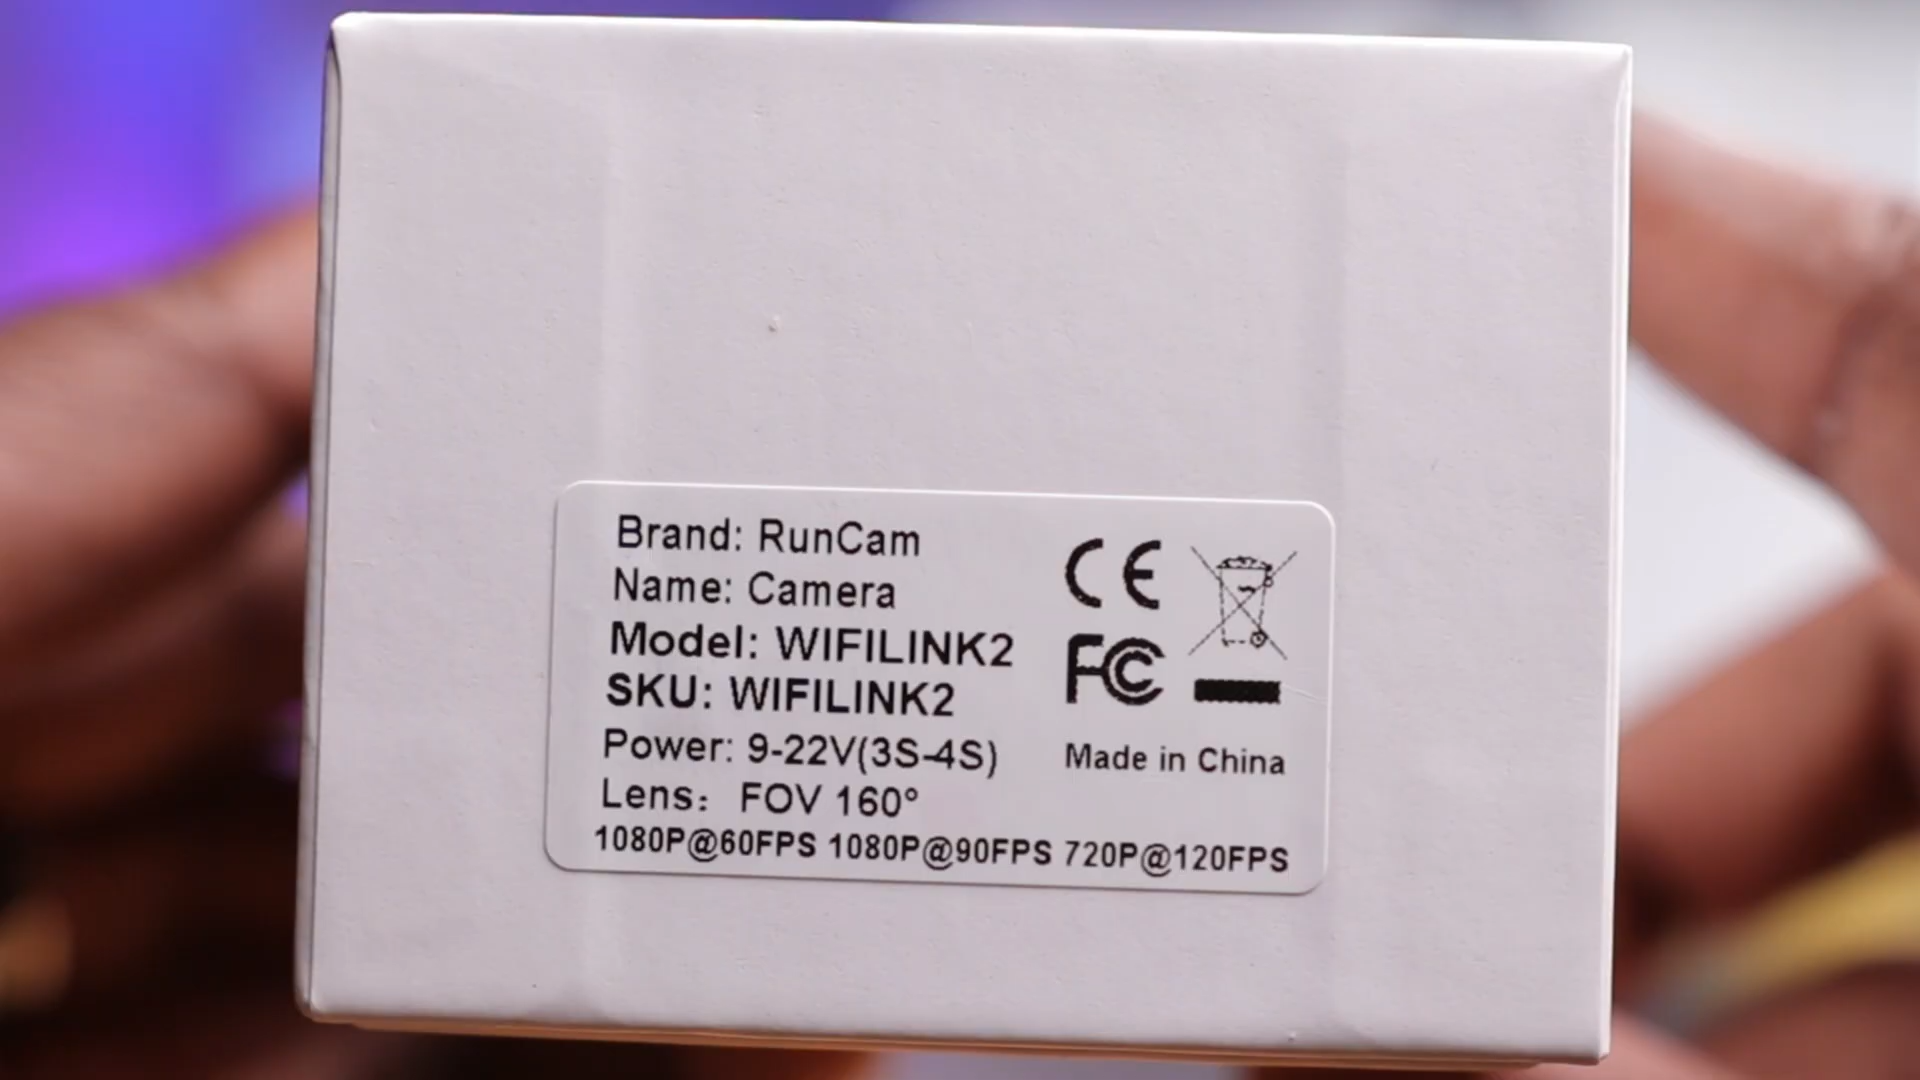 Brand: RunCam
Name: Camera
Model: WIFILINK2
SKU: WIFILINK2
Power: 9-22V(3S-4S)
Lens: FOV 160°
1080P@60FPS 1080P@90FPS 720P@120FPS
CE
FC
Made in China